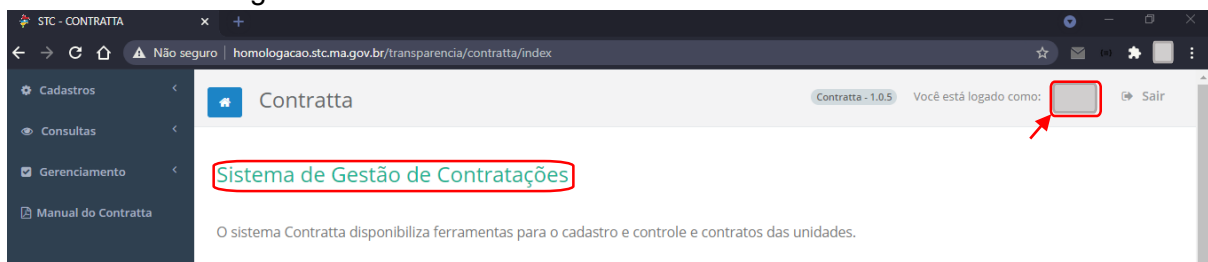 STC - CONTRATTA
Não seguro | homologacao.stc.ma.gov.br/transparencia/contratta/index
Cadastros
Contratta
Contratta - 1.0.5
Você está logado como:
Sair
Consultas
Gerenciamento
Sistema de Gestão de Contratações
Manual do Contratta
O sistema Contratta disponibiliza ferramentas para o cadastro e controle e contratos das unidades.